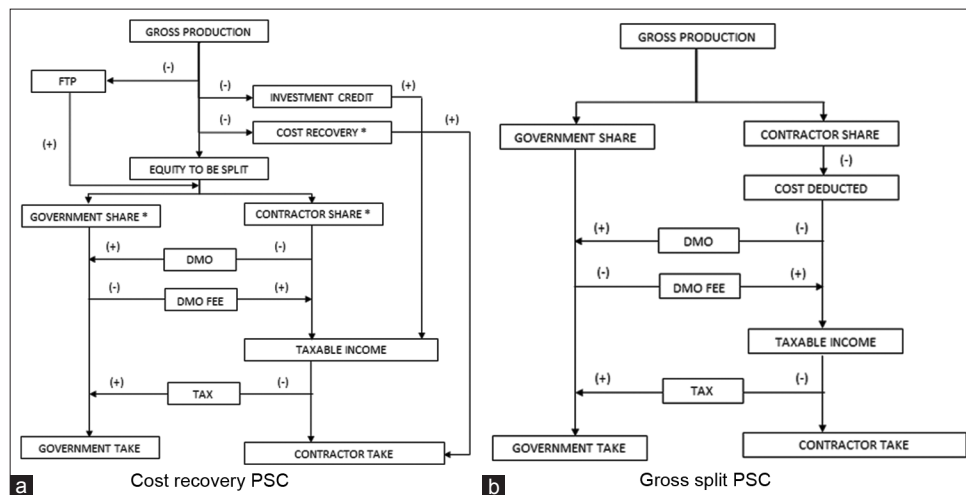 GROSS PRODUCTION
(-)
FTP
(-)
INVESTMENT CREDIT
(+)
(-)
COST RECOVERY *
(+)
(+)
EQUITY TO BE SPLIT
GOVERNMENT SHARE *
CONTRACTOR SHARE *
(+)
DMO
(-)
(-)
DMO FEE
(+)
TAXABLE INCOME
(+)
TAX
(-)
GOVERNMENT TAKE
CONTRACTOR TAKE
a
Cost recovery PSC
GROSS PRODUCTION
GOVERNMENT SHARE
CONTRACTOR SHARE
(-)
COST DEDUCTED
(+)
DMO
(-)
(-)
DMO FEE
(+)
TAXABLE INCOME
(+)
TAX
(-)
GOVERNMENT TAKE
CONTRACTOR TAKE
b
Gross split PSC